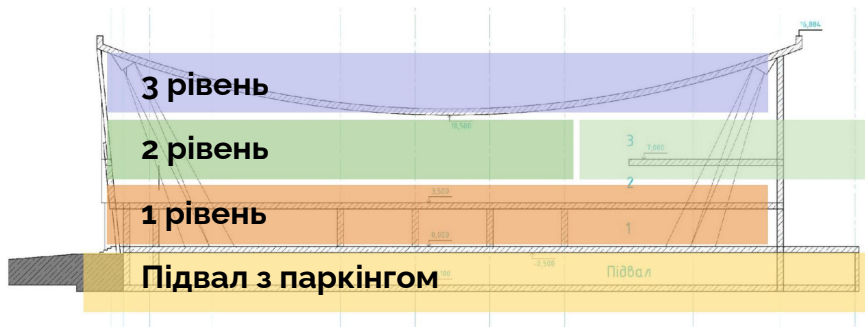 16,884
3 рівень
10,500
2 рівень
3
7,000
2
3,500
1 рівень
1
0,000
Підвал з паркінгом
-3,500
Підвал